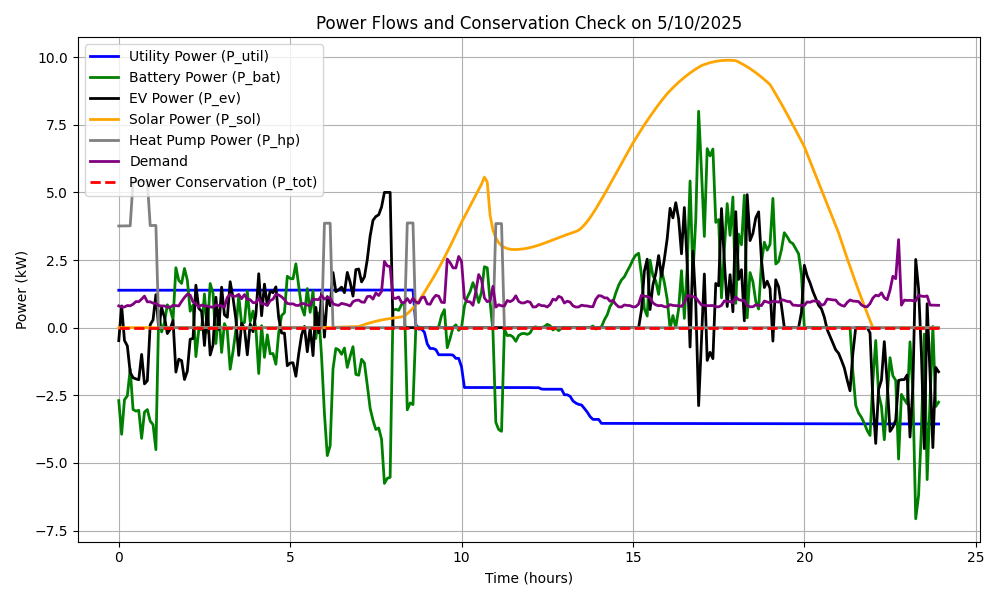 Power Flows and Conservation Check on 5/10/2025
Utility Power (P_util)
Battery Power (P_bat)
EV Power (P_ev)
Solar Power (P_sol)
Heat Pump Power (P_hp)
Demand
Power Conservation (P_tot)
Power (kW)
10.0
7.5
5.0
2.5
0.0
−2.5
−5.0
−7.5
0 5 10 15 20 25
Time (hours)